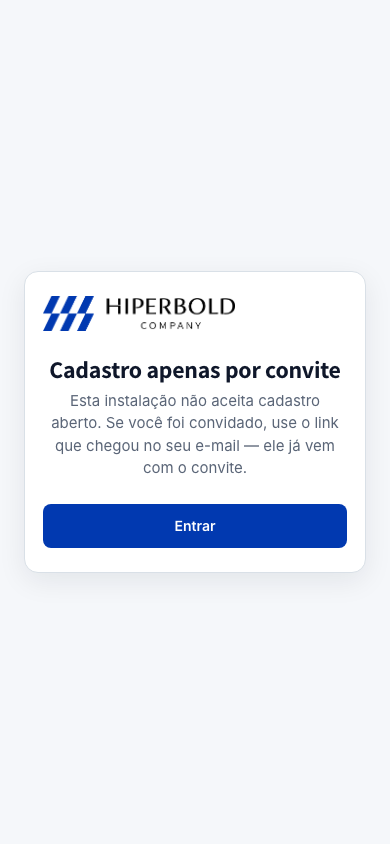 HIPERBOLD
COMPANY
Cadastro apenas por convite
Esta instalação não aceita cadastro
aberto. Se você foi convidado, use o link
que chegou no seu e-mail — ele já vem
com o convite.
Entrar